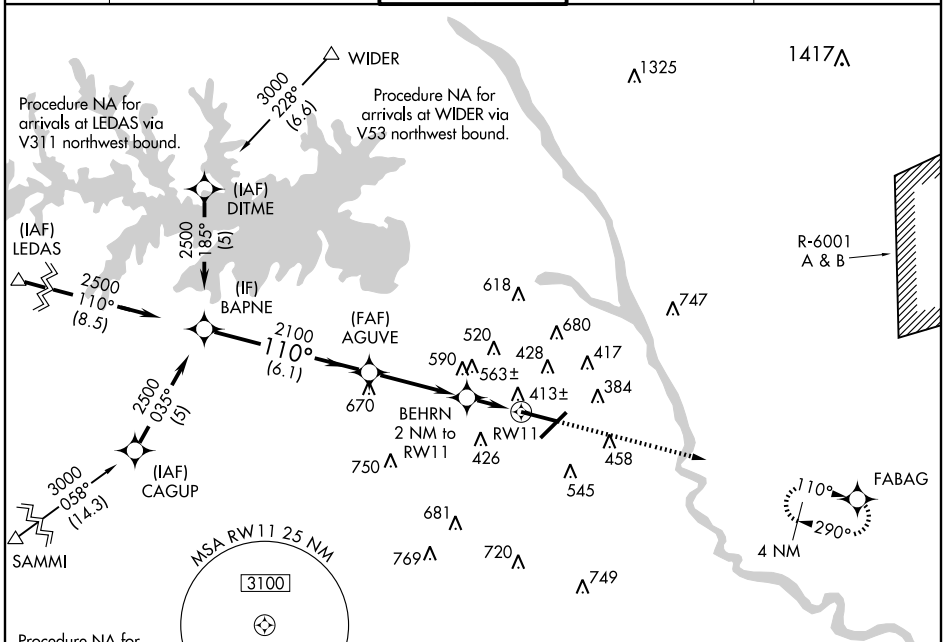 WIDER
1325
1417
3000
228°
(6.6)
Procedure NA for
arrivals at LEDAS via
V311 northwest bound.
Procedure NA for
arrivals at WIDER via
V53 northwest bound.
(IAF)
DITME
2500
185°
(5)
(IAF)
LEDAS
R-6001
A & B
2500
110°
(8.5)
(IF)
BAPNE
618
747
2100
110°
(6.1)
(FAF)
AGUVE
680
520
590
563±
428
417
413±
384
670
2500
035°
(5)
BEHRN
2 NM to
RW11
RW11
426
458
750
545
(IAF)
CAGUP
3000
058°
(14.3)
SAMMI
FABAG
110°
290°
4 NM
681
769
720
749
MSA RW11 25 NM
3100
Procedure NA for